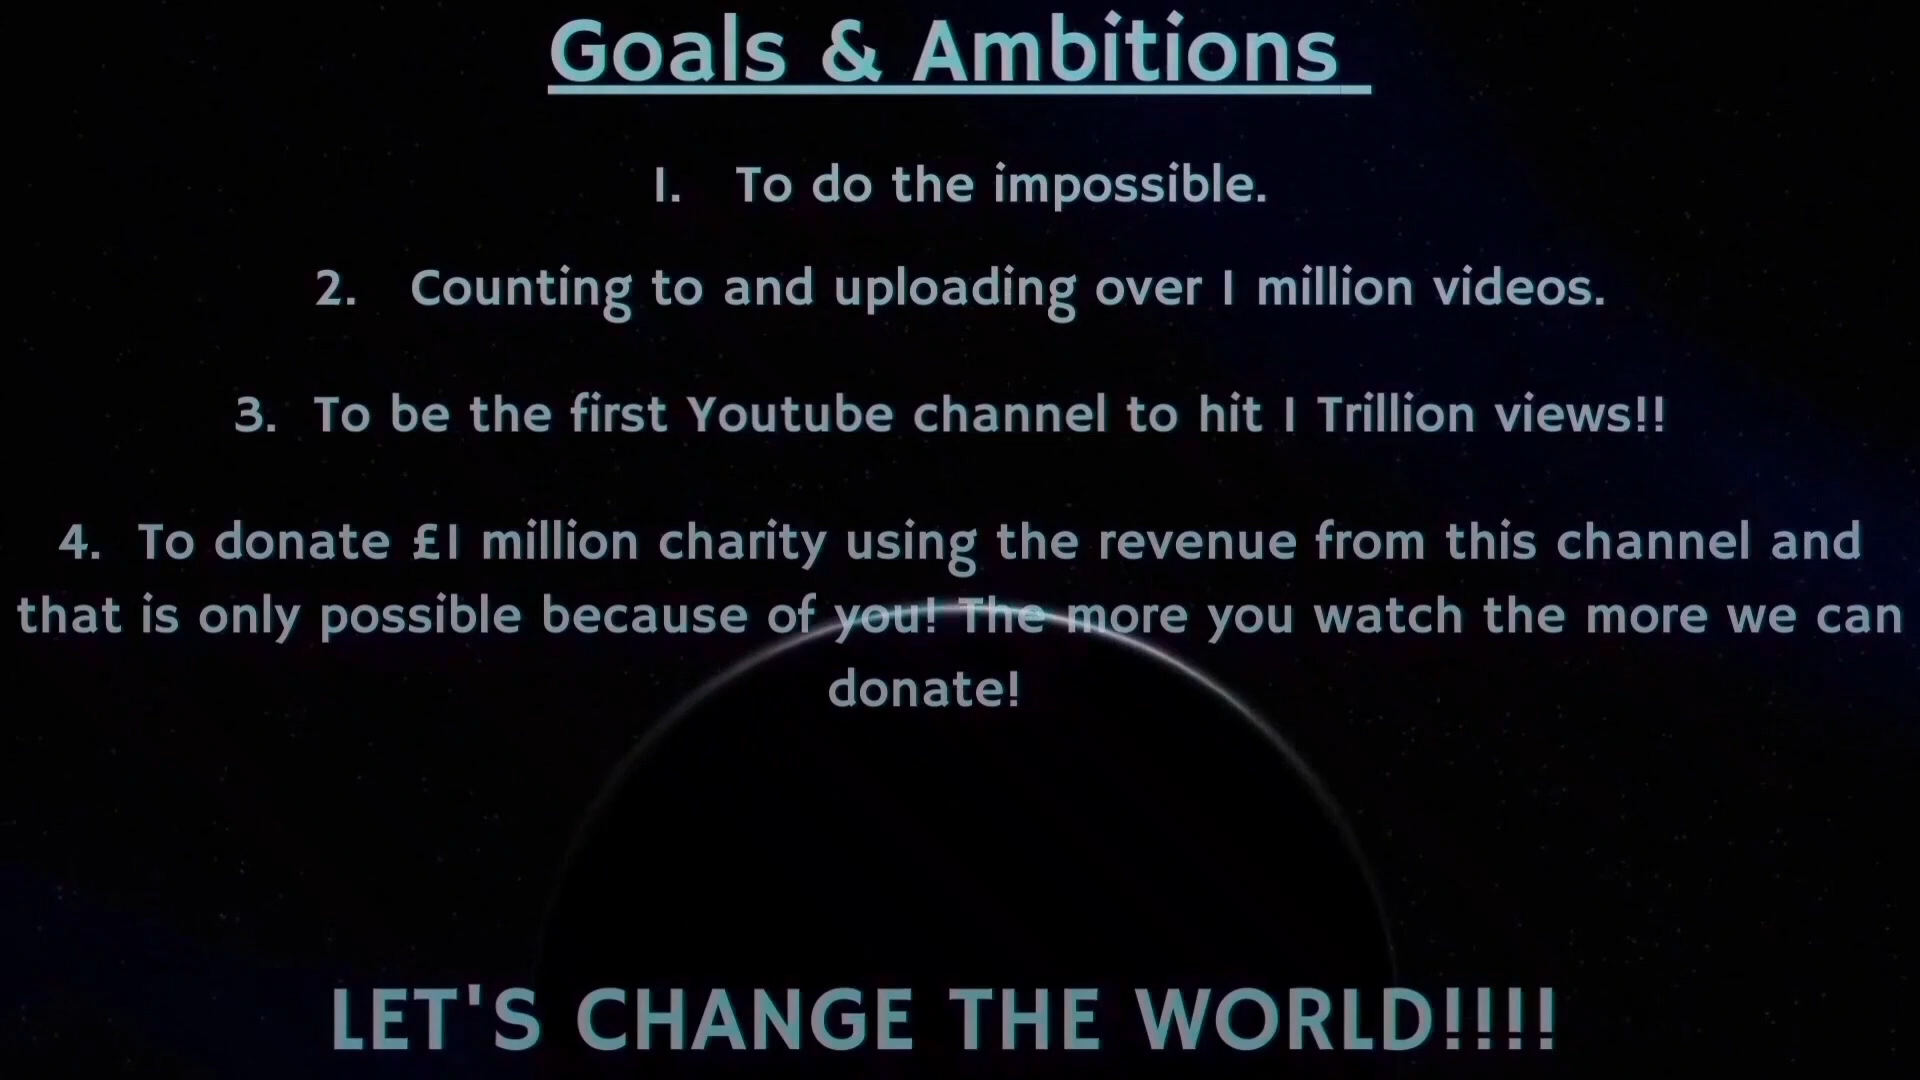 Goals & Ambitions
1. To do the impossible.
2. Counting to and uploading over 1 million videos.
3. To be the first Youtube channel to hit 1 Trillion views!!
4. To donate £1 million charity using the revenue from this channel and
that is only possible because of you! The more you watch the more we can
donate!
LET'S CHANGE THE WORLD!!!!